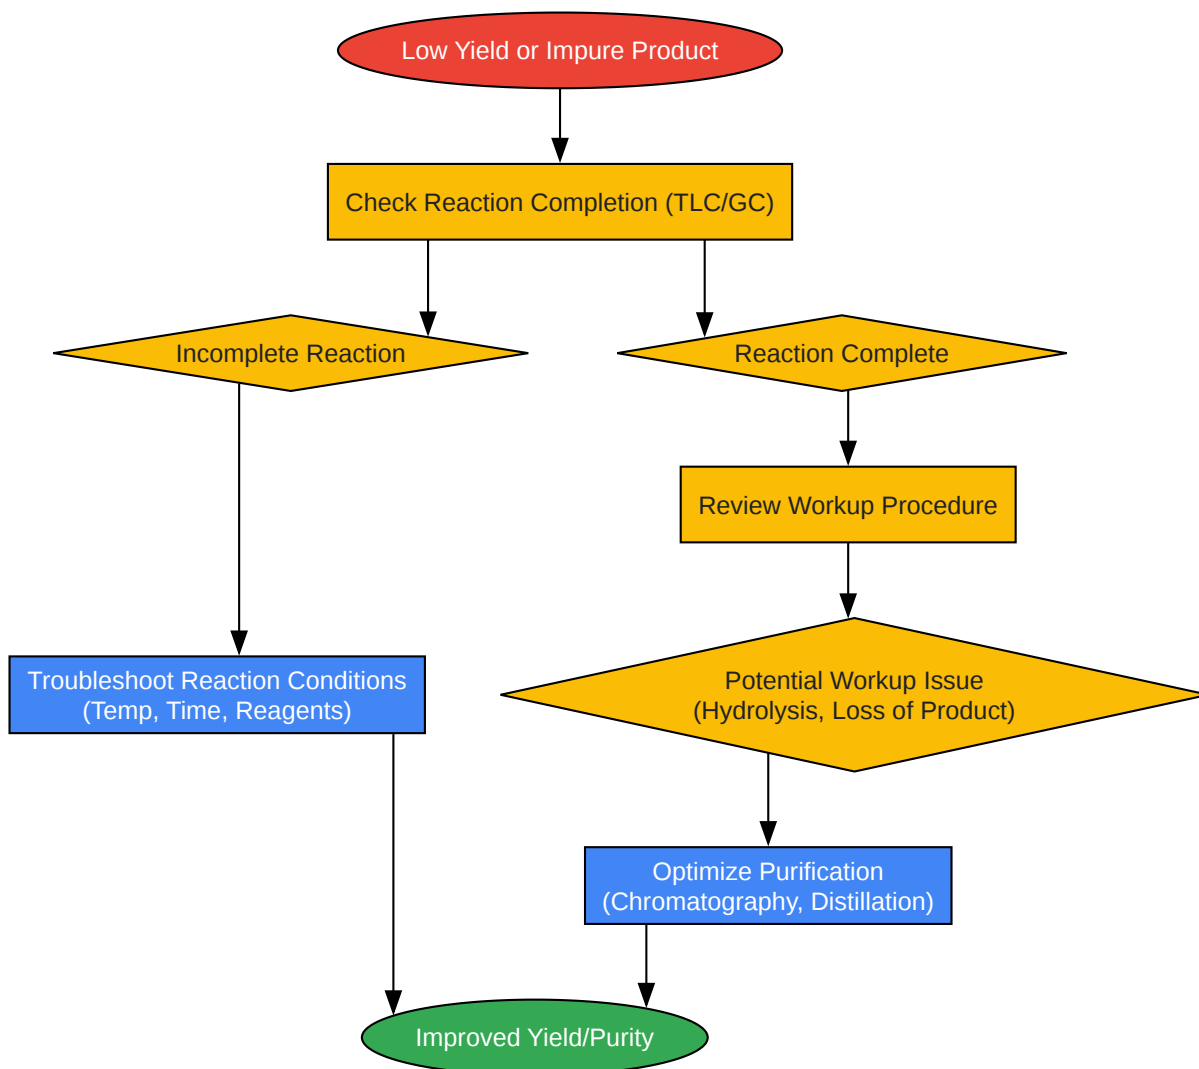 Low Yield or Impure Product
Check Reaction Completion (TLC/GC)
Incomplete Reaction
Reaction Complete
Review Workup Procedure
Troubleshoot Reaction Conditions
(Temp, Time, Reagents)
Potential Workup Issue
(Hydrolysis, Loss of Product)
Optimize Purification
(Chromatography, Distillation)
Improved Yield/Purity